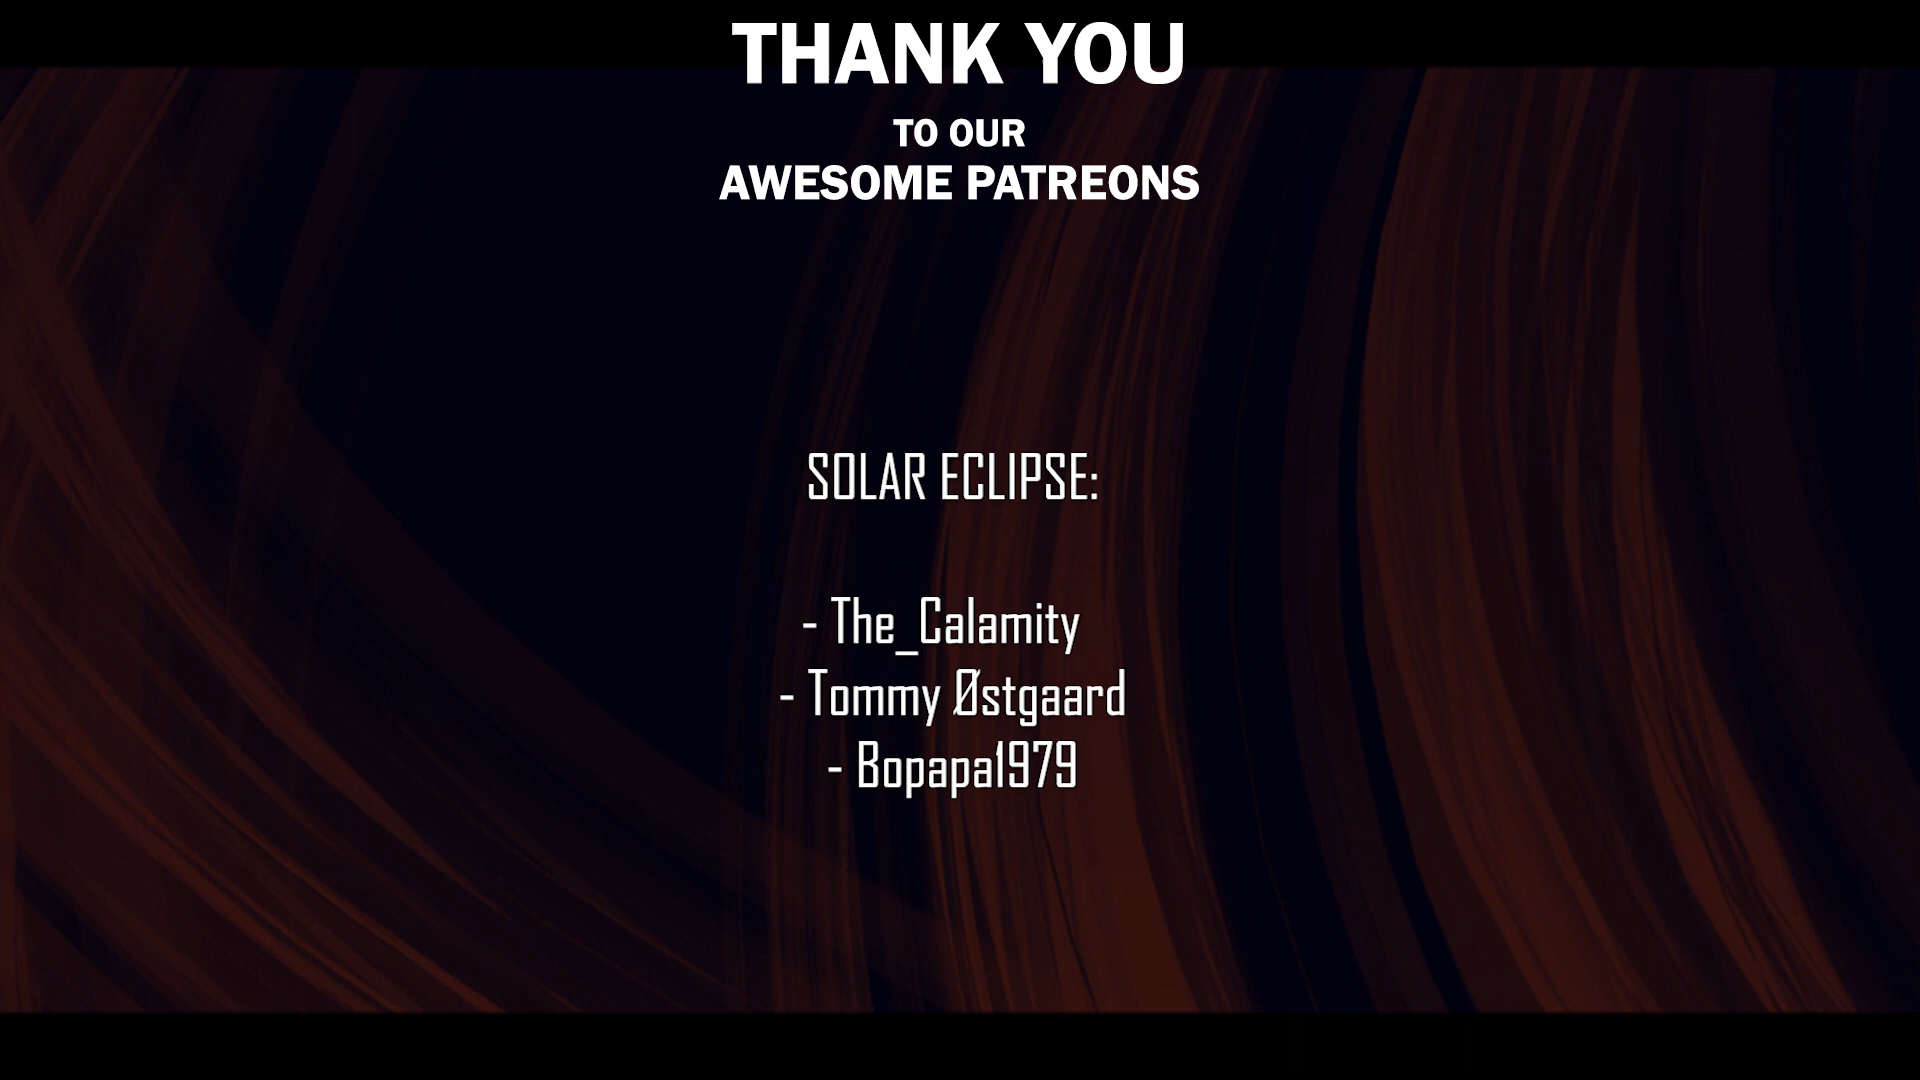 THANK YOU
TO OUR
AWESOME PATREONS
SOLAR ECLIPSE:
- The_Calamity
- Tommy Østgaard
- Bopapa1979